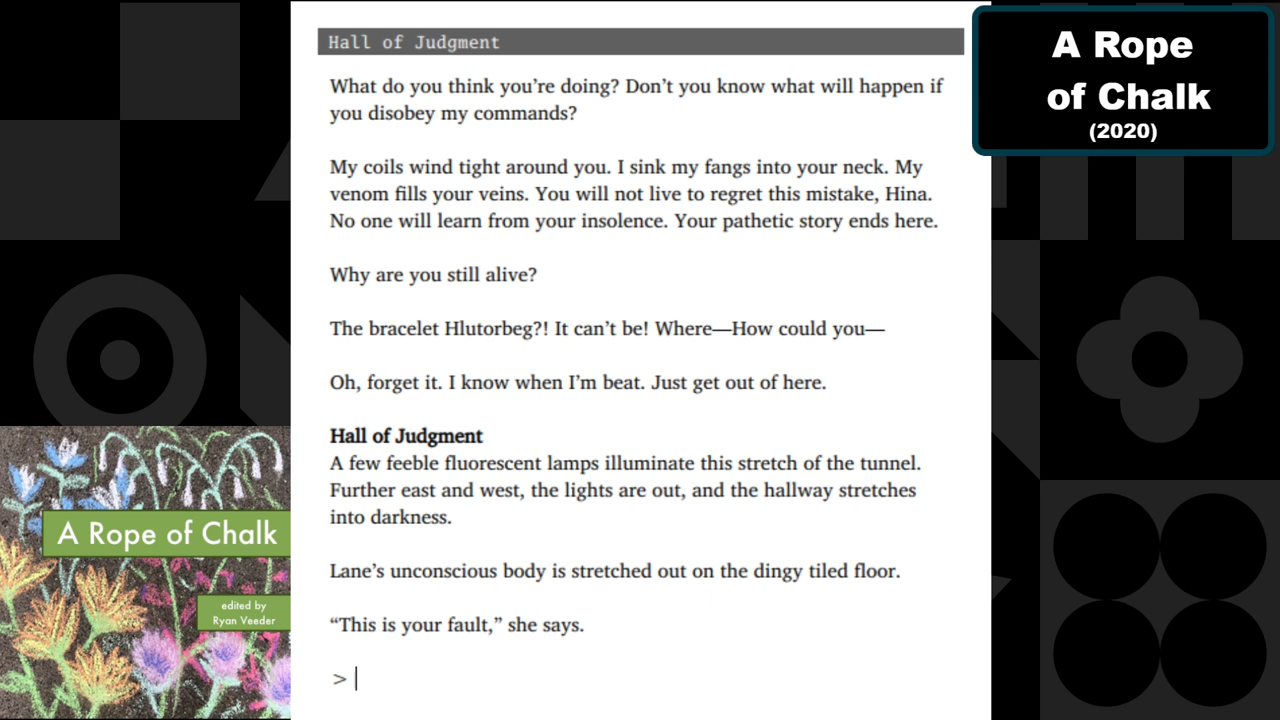 Hall of Judgment
What do you think you’re doing? Don’t you know what will happen if
you disobey my commands?
My coils wind tight around you. I sink my fangs into your neck. My
venom fills your veins. You will not live to regret this mistake, Hina.
No one will learn from your insolence. Your pathetic story ends here.
Why are you still alive?
The bracelet Hlutorbeg?! It can’t be! Where—How could you—
Oh, forget it. I know when I’m beat. Just get out of here.
Hall of Judgment
A few feeble fluorescent lamps illuminate this stretch of the tunnel.
Further east and west, the lights are out, and the hallway stretches
into darkness.
Lane’s unconscious body is stretched out on the dingy tiled floor.
“This is your fault,” she says.
>
A Rope
of Chalk
(2020)
A Rope of Chalk
edited by
Ryan Veeder